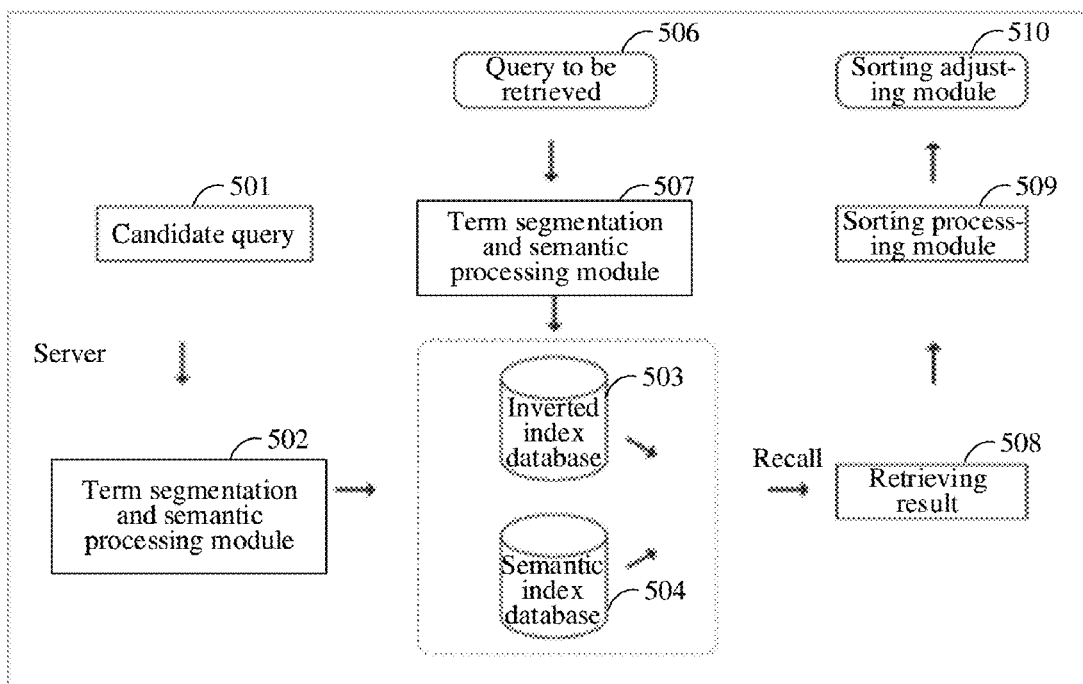 506
Query to be
retrieved
510
Sorting adjust-
ing module
501
Candidate query
507
Term segmentation
and semantic
processing module
509
Sorting process-
ing module
Server
503
Inverted
index
database
502
Term segmentation
and semantic
processing module
Recall
508
Retrieving
result
Semantic
index
database
504